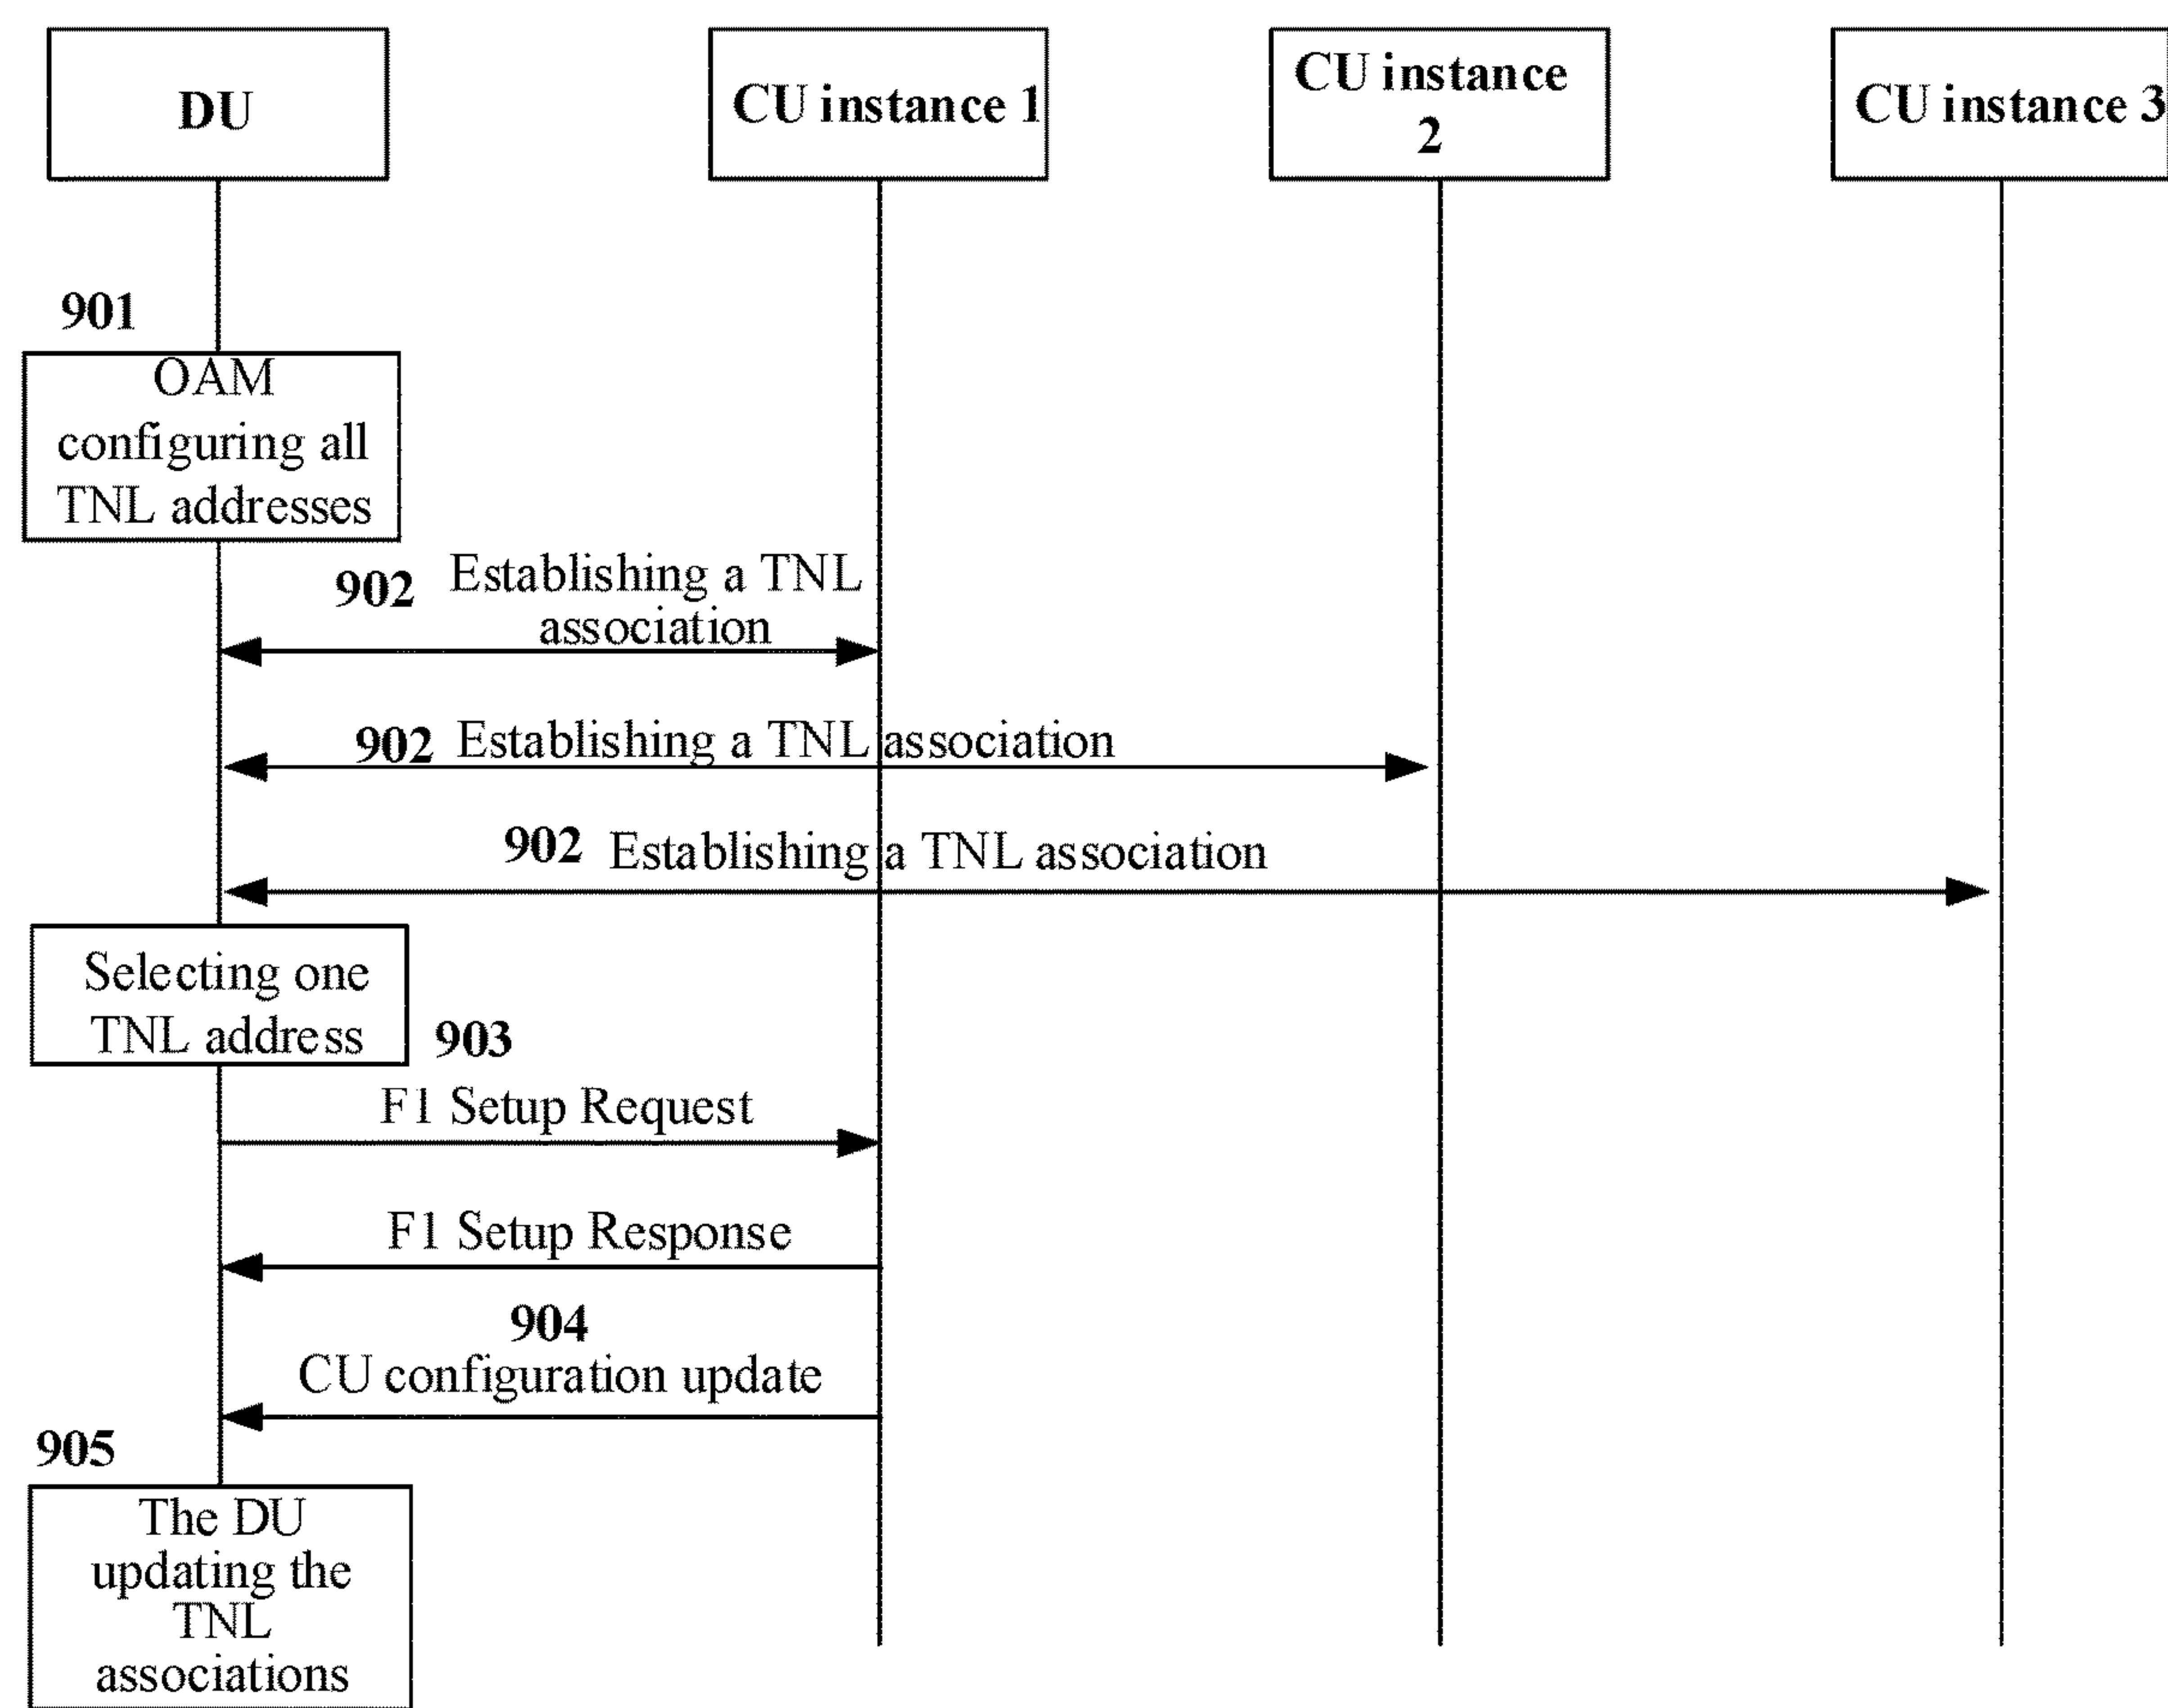 DU
CU instance 1
CU instance
2
CU instance 3
901
OAM
configuring all
TNL addresses
902 Establishing a TNL
association
902 Establishing a TNL association
902 Establishing a TNL association
Selecting one
TNL address
903
F1 Setup Request
F1 Setup Response
904
CU configuration update
905
The DU
updating the
TNL
associations